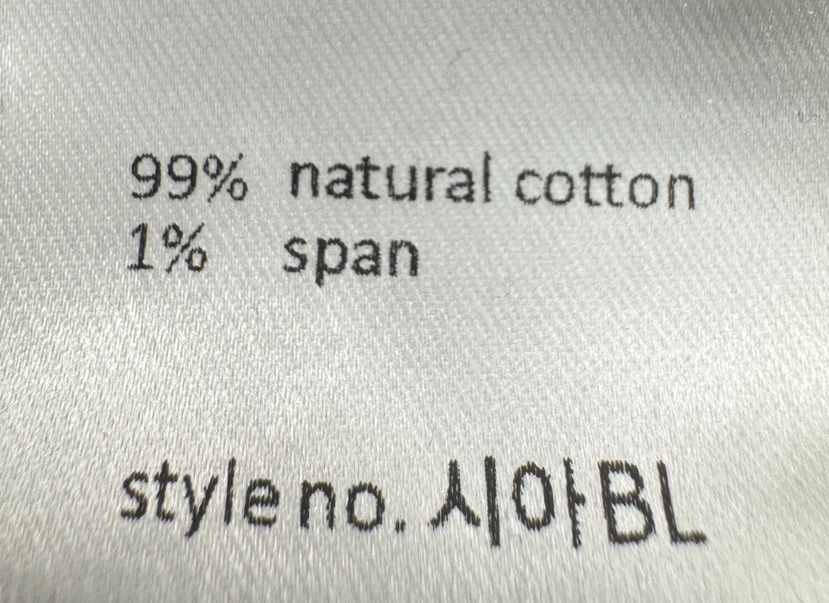 99% natural cotton
1% span
style no. 시아BL